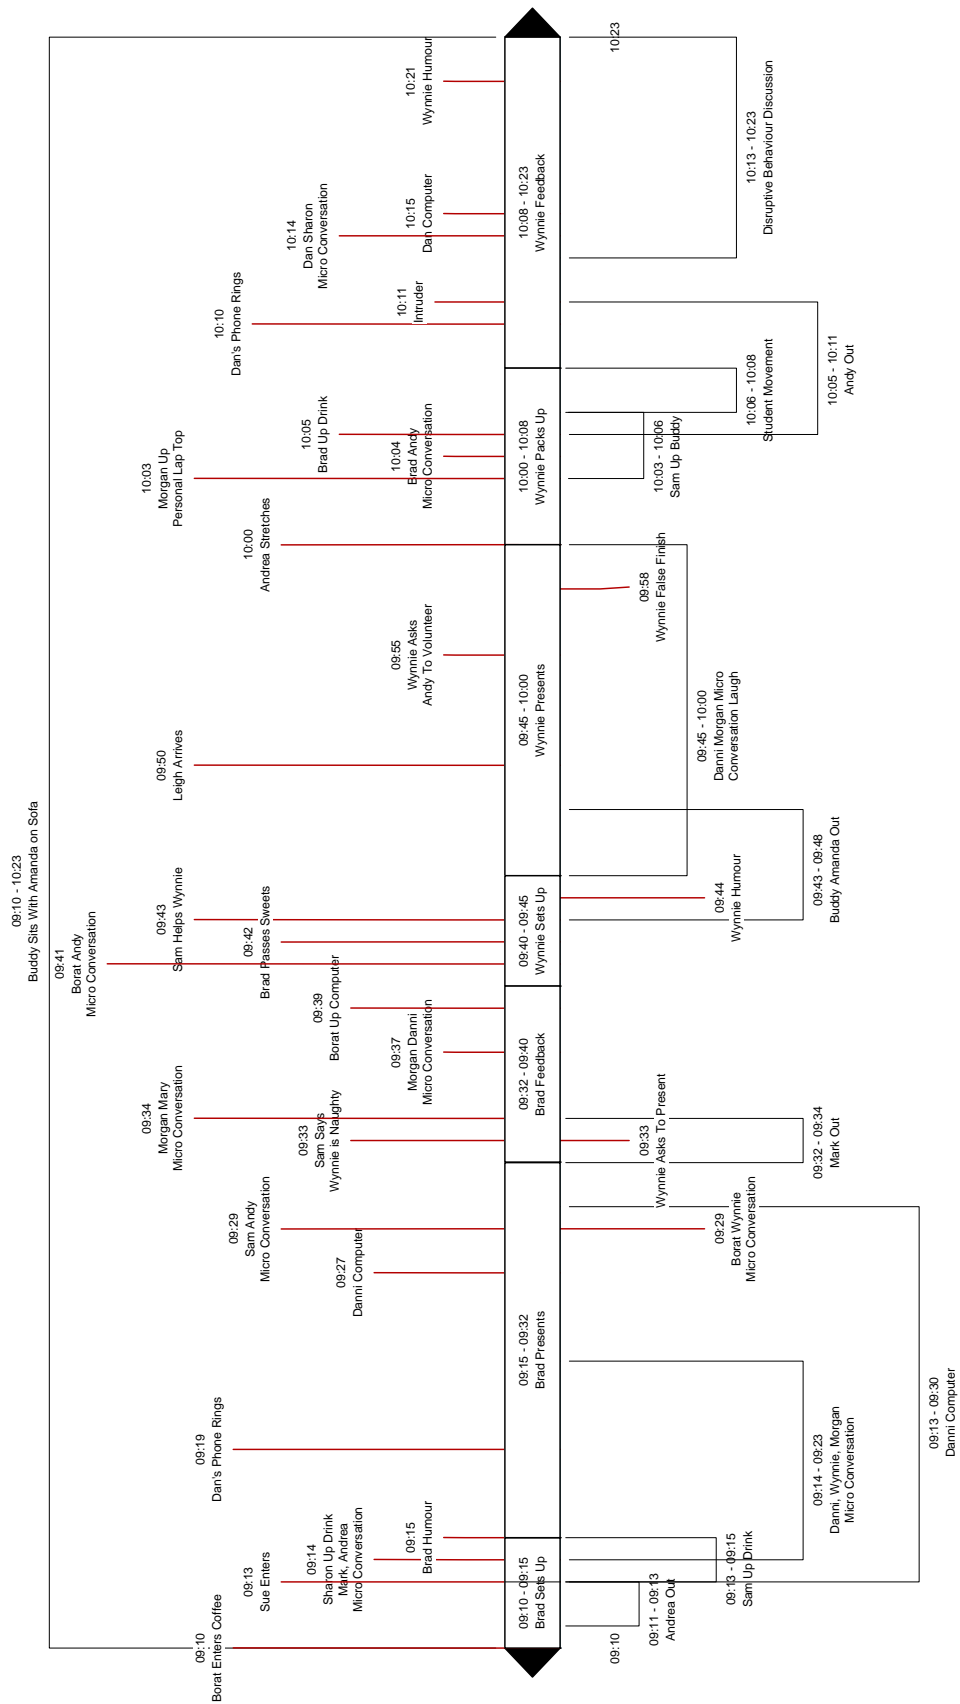 09:10 - 10:23
Buddy Sits With Amanda on Sofa
09:10
Borat Enters Coffee
09:13
Sue Enters
09:14
Sharon Up Drink
Mark, Andrea
Micro Conversation
09:15
Brad Humour
09:19
Dan's Phone Rings
09:27
Danni Computer
09:29
Sam Andy
Micro Conversation
09:33
Sam Says
Wynnie is Naughty
09:34
Morgan Mary
Micro Conversation
09:37
Morgan Danni
Micro Conversation
09:39
Borat Up Computer
09:41
Borat Andy
Micro Conversation
09:42
Brad Passes Sweets
09:43
Sam Helps Wynnie
09:50
Leigh Arrives
09:55
Wynnie Asks
Andy To Volunteer
10:00
Andrea Stretches
10:03
Morgan Up
Personal Lap Top
10:04
Brad Andy
Micro Conversation
10:05
Brad Up Drink
10:10
Dan's Phone Rings
10:11
Intruder
10:14
Dan Sharon
Micro Conversation
10:15
Dan Computer
10:21
Wynnie Humour
09:10 - 09:15
Brad Sets Up
09:15 - 09:32
Brad Presents
09:32 - 09:40
Brad Feedback
09:40 - 09:45
Wynnie Sets Up
09:45 - 10:00
Wynnie Presents
10:00 - 10:08
Wynnie Packs Up
10:08 - 10:23
Wynnie Feedback
09:10
10:23
09:11 - 09:13
Andrea Out
09:13 - 09:15
Sam Up Drink
09:14 - 09:23
Danni, Wynnie, Morgan
Micro Conversation
09:13 - 09:30
Danni Computer
09:29
Borat Wynnie
Micro Conversation
09:33
Wynnie Asks To Present
09:32 - 09:34
Mark Out
09:44
Wynnie Humour
09:43 - 09:48
Buddy Amanda Out
09:45 - 10:00
Danni Morgan Micro
Conversation Laugh
09:58
Wynnie False Finish
10:03 - 10:06
Sam Up Buddy
10:06 - 10:08
Student Movement
10:05 - 10:11
Andy Out
10:13 - 10:23
Disruptive Behaviour Discussion